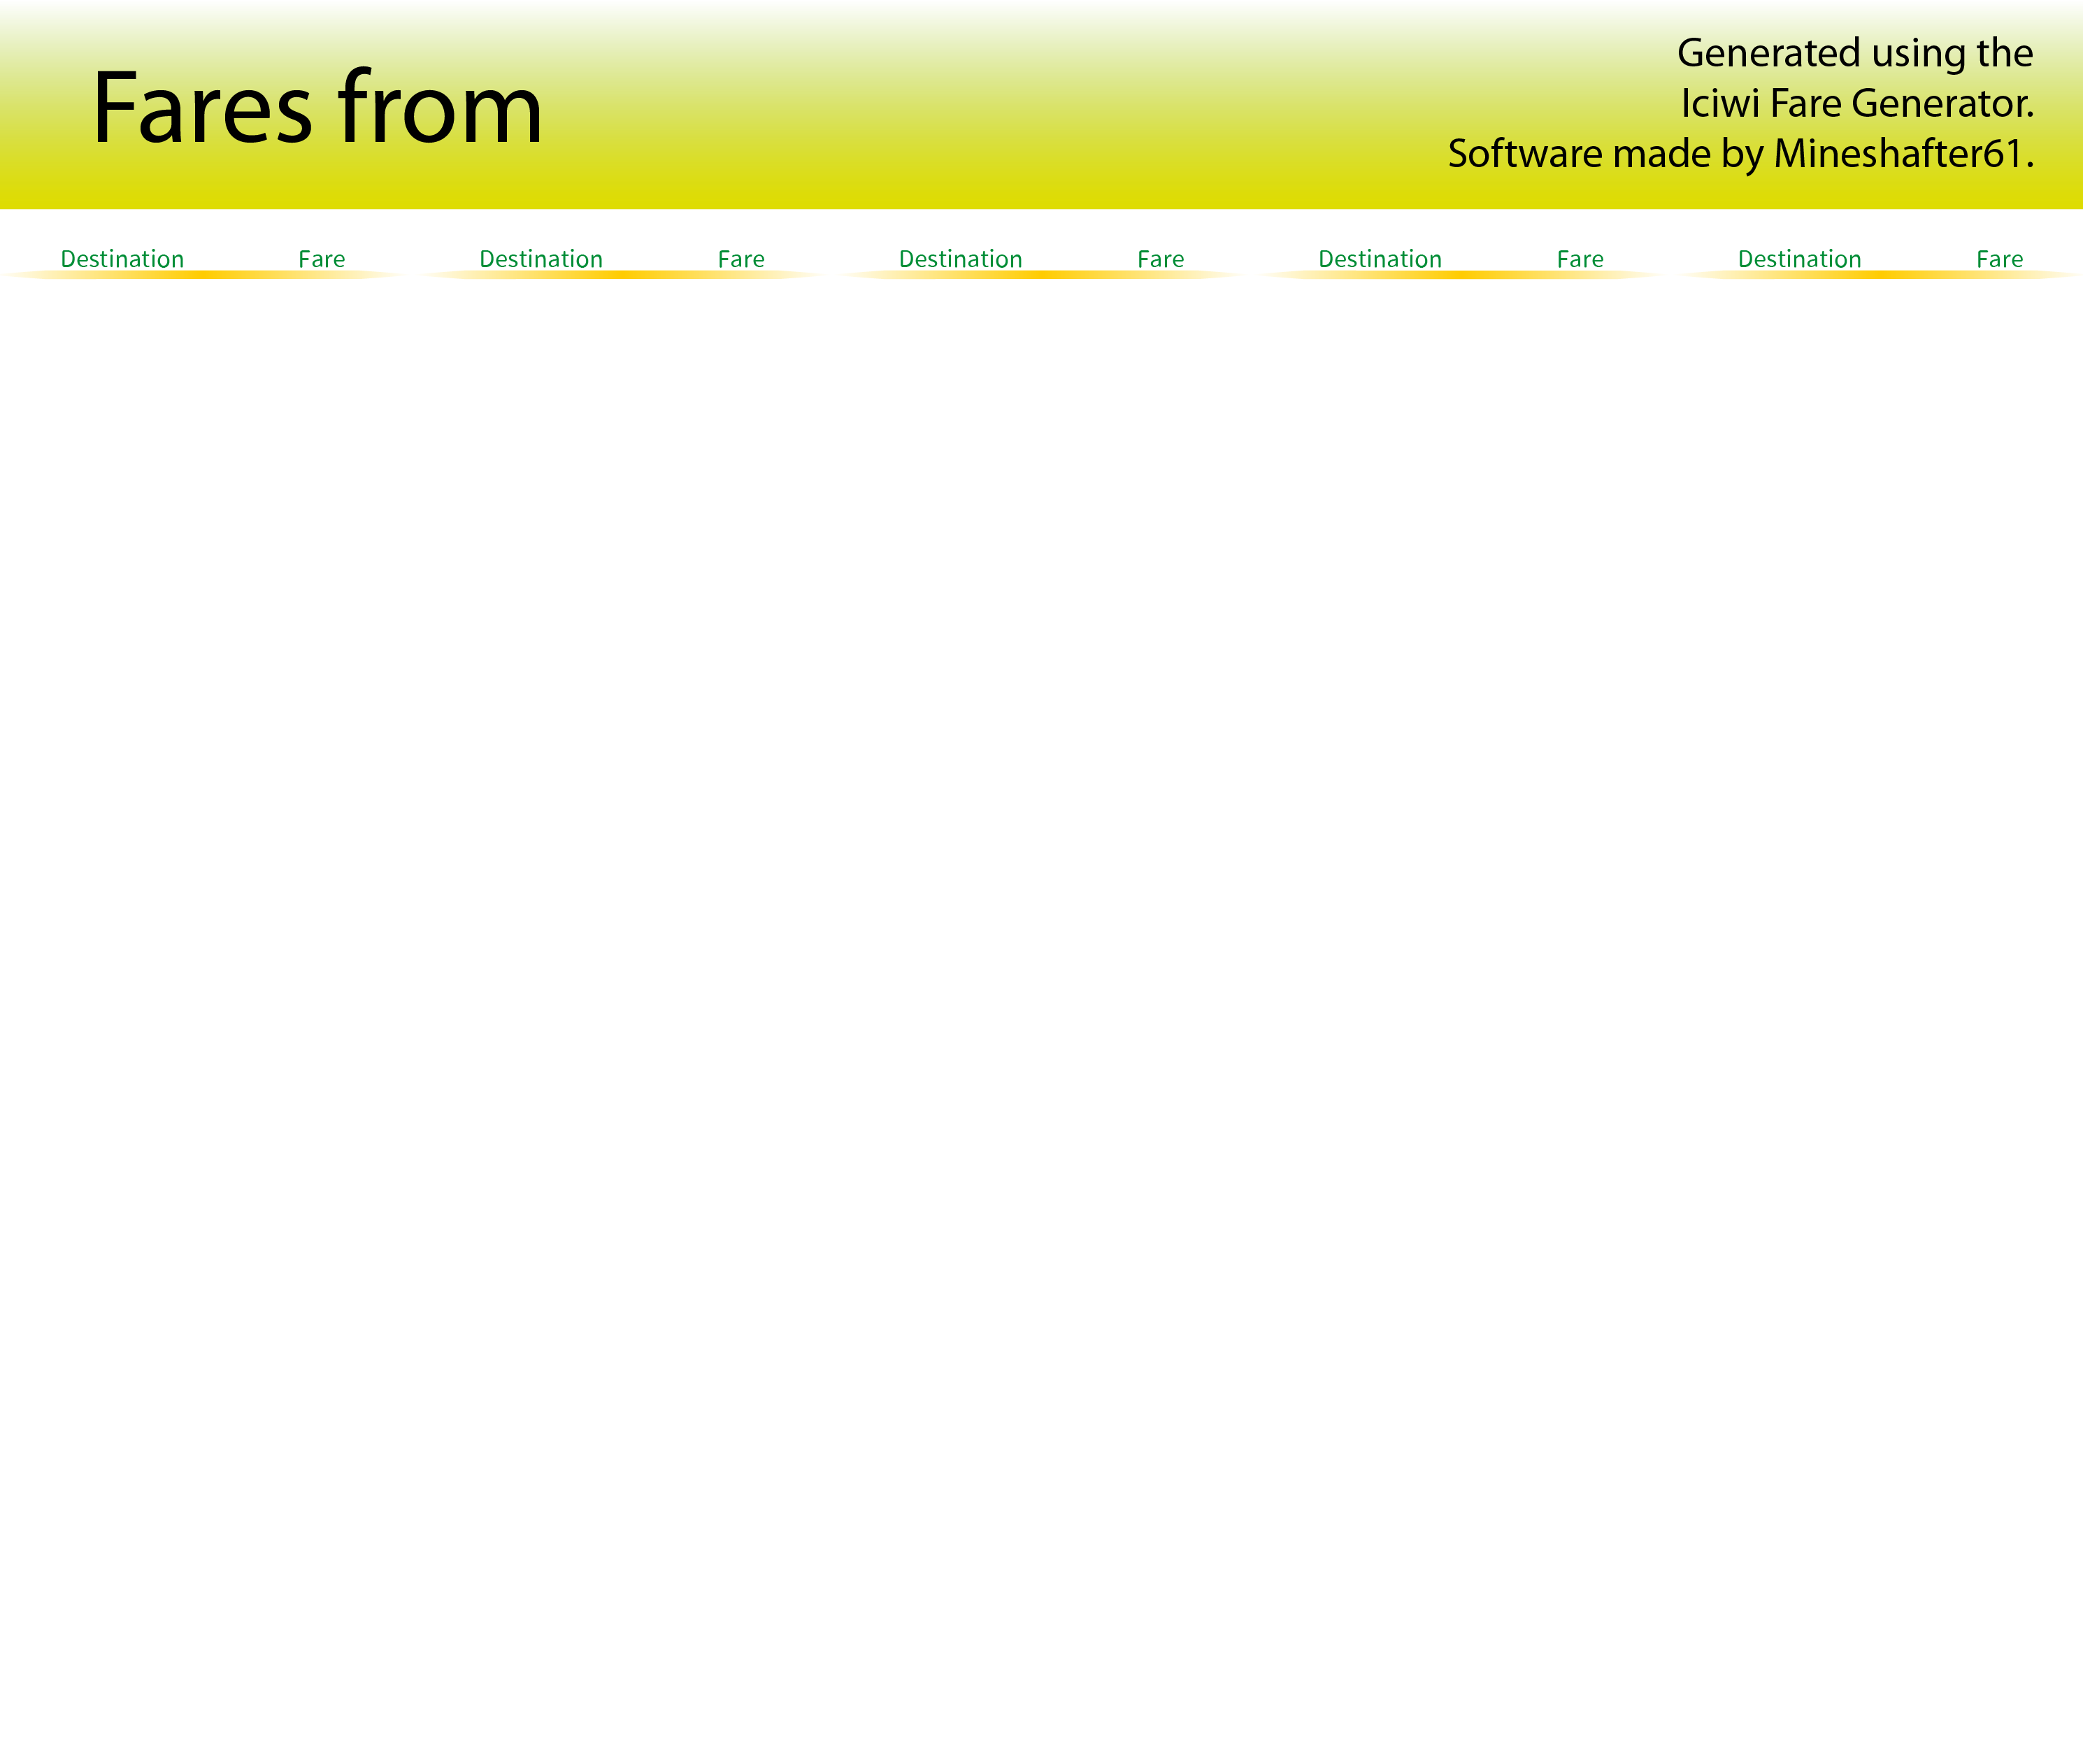 Fares from
Generated using the
Iciwi Fare Generator.
Software made by Mineshafter61.
Destination Fare Destination Fare Destination Fare Destination Fare Destination Fare